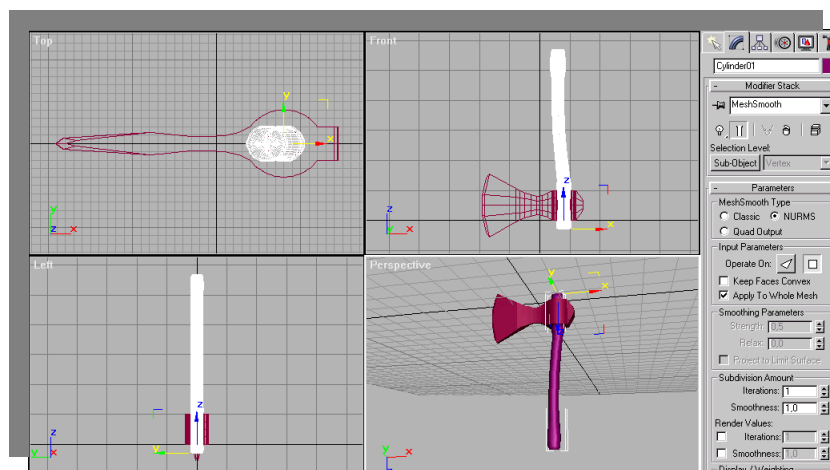 Top
y
x
y
z
x
Front
z
x
z
y
x
Left
z
y
z
y
x
Perspective
y
x
z
y
x
Cylinder01
- Modifier Stack
MeshSmooth
Selection Level:
Sub-Object Vertex
- Parameters
MeshSmooth Type
Classic NURMS
Quad Output
Input Parameters
Operate On:
Keep Faces Convex
Apply To Whole Mesh
Smoothing Parameters
Strength: 0,5
Relax: 0,0
Project to Limit Surface
Subdivision Amount
Iterations: 1
Smoothness: 1,0
Render Values:
Iterations: 1
Smoothness: 1,0
Display / Weighting